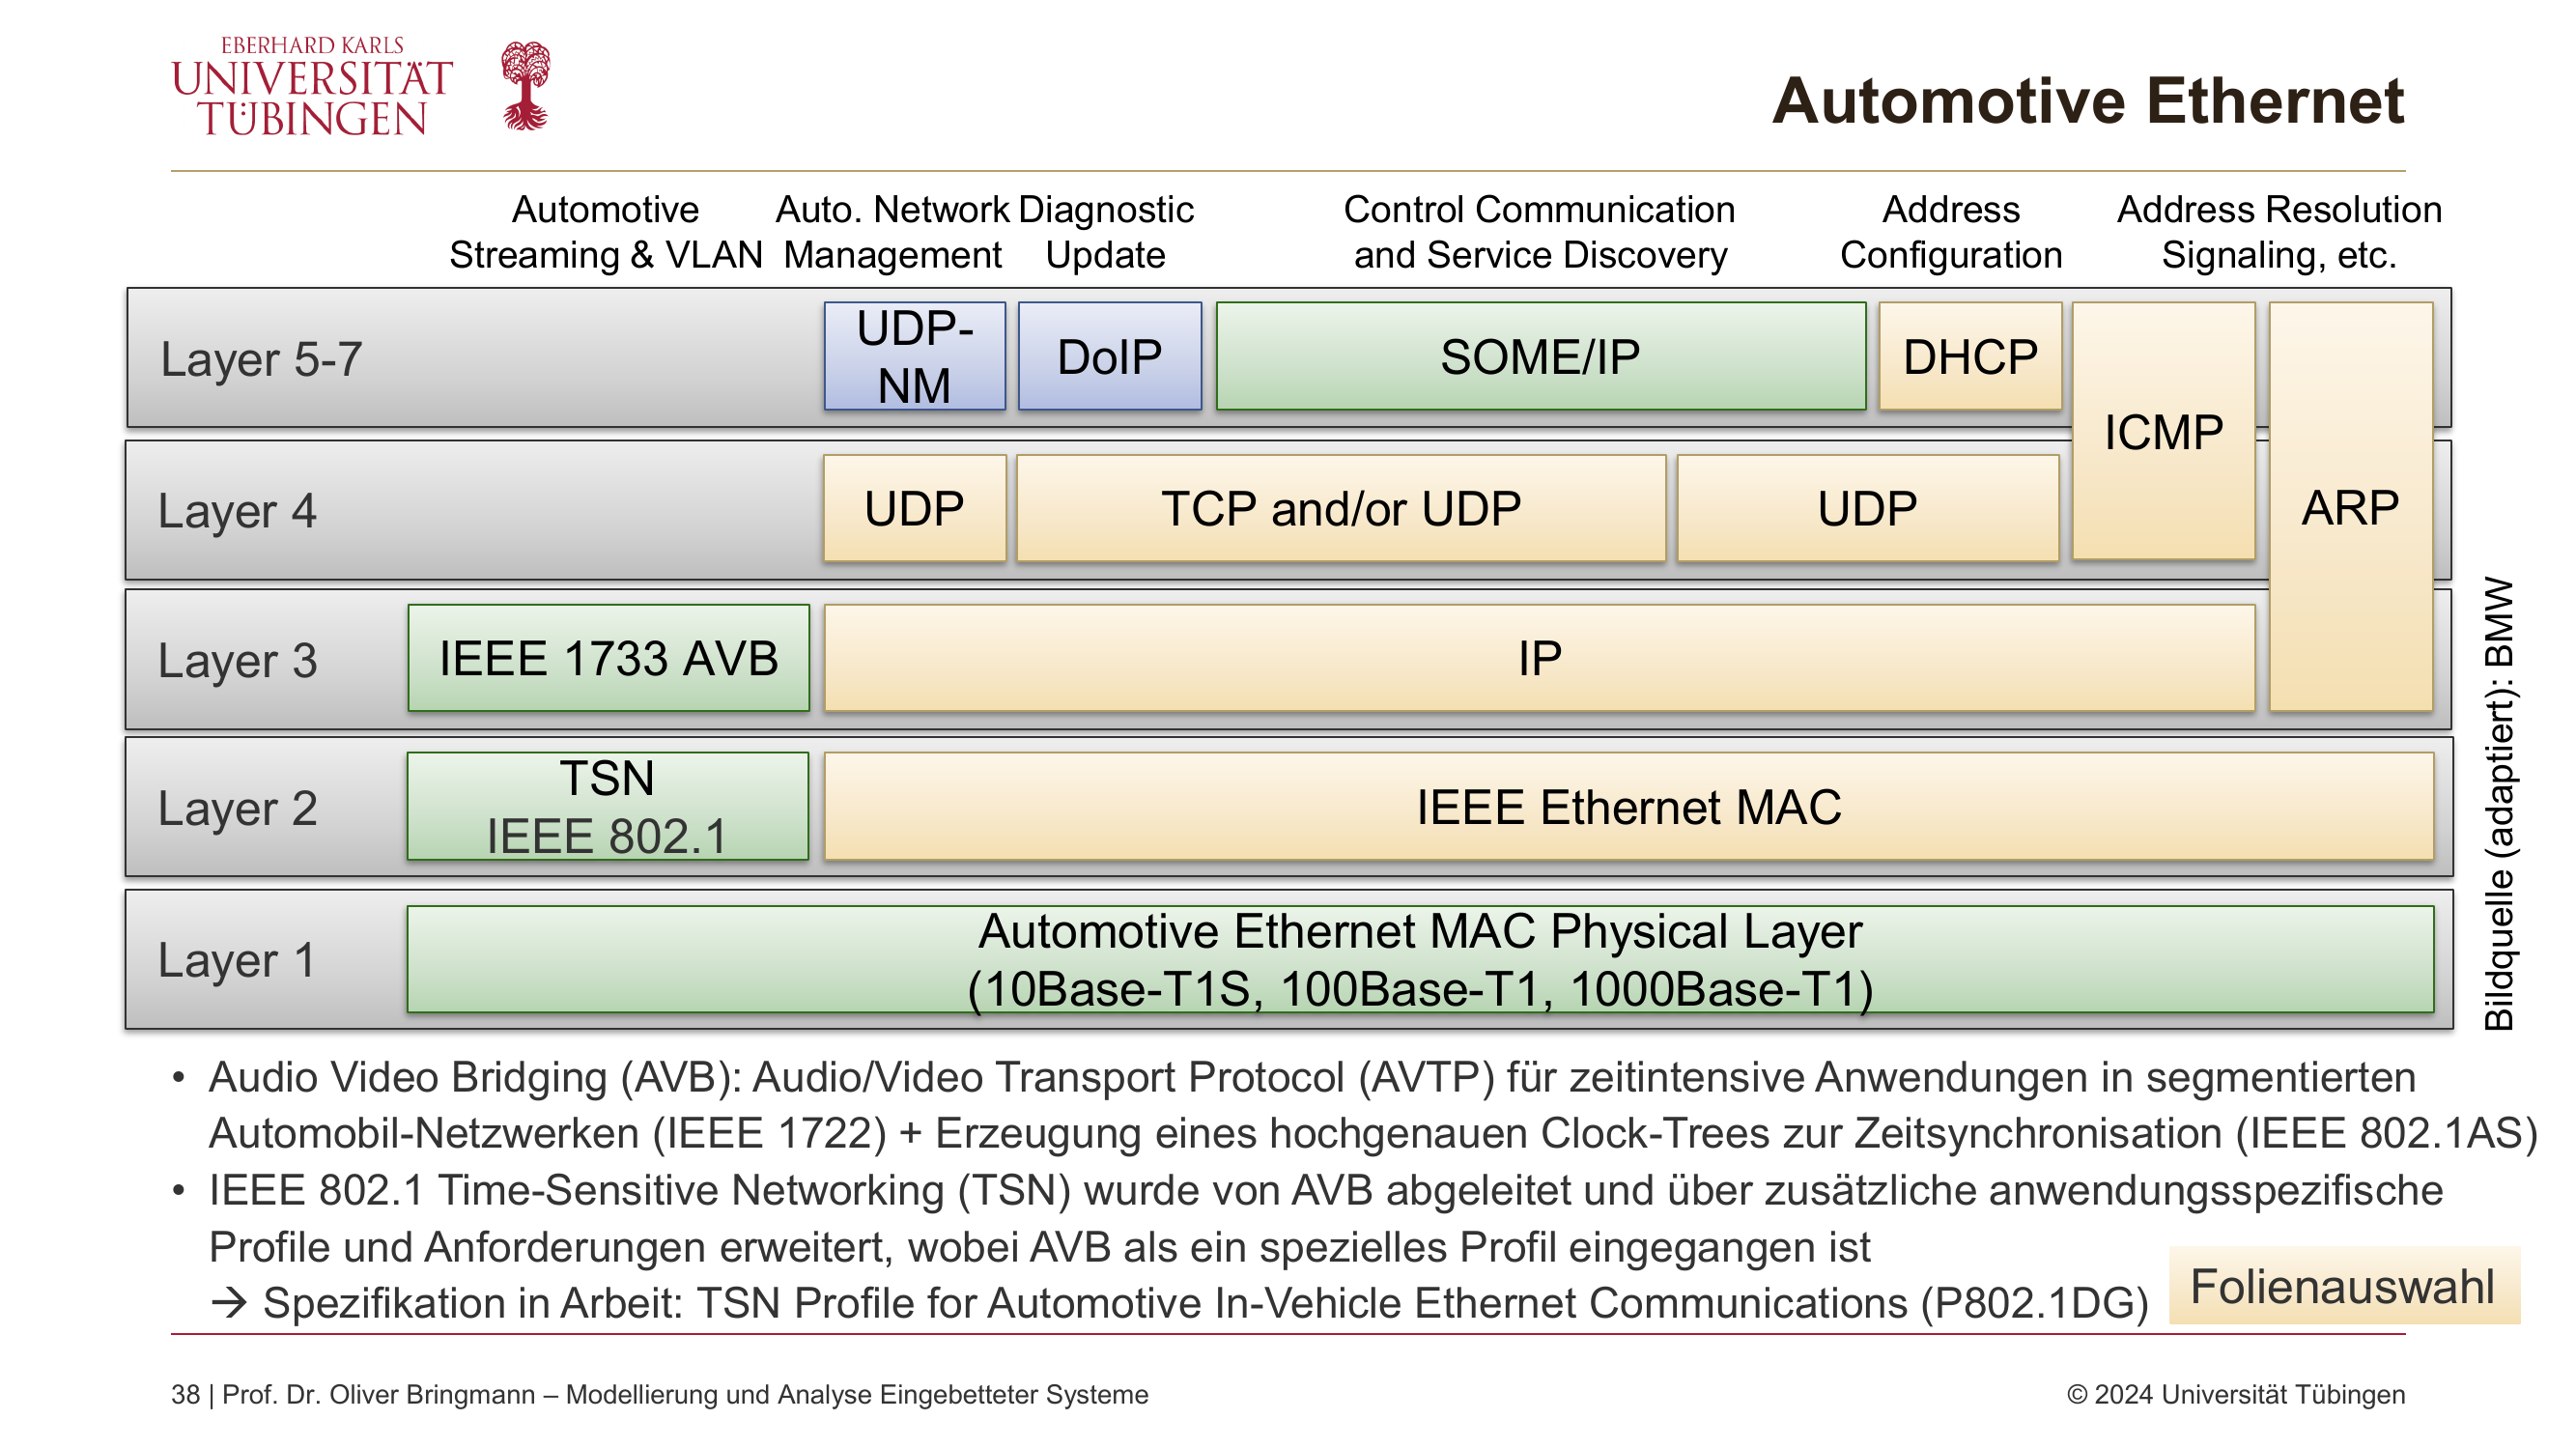 EBERHARD KARLS
UNIVERSITÄT
TÜBINGEN
Automotive Ethernet
Automotive
Streaming & VLAN
Auto. Network
Management
Diagnostic
Update
Control Communication
and Service Discovery
Address
Configuration
Address Resolution
Signaling, etc.
Layer 5-7
UDP-
NM
DoIP
SOME/IP
DHCP
ICMP
ARP
Layer 4
UDP
TCP and/or UDP
UDP
Layer 3
IEEE 1733 AVB
IP
Layer 2
TSN
IEEE 802.1
IEEE Ethernet MAC
Layer 1
Automotive Ethernet MAC Physical Layer
(10Base-T1S, 100Base-T1, 1000Base-T1)
Bildquelle (adaptiert): BMW
• Audio Video Bridging (AVB): Audio/Video Transport Protocol (AVTP) für zeitintensive Anwendungen in segmentierten
Automobil-Netzwerken (IEEE 1722) + Erzeugung eines hochgenauen Clock-Trees zur Zeitsynchronisation (IEEE 802.1AS)
• IEEE 802.1 Time-Sensitive Networking (TSN) wurde von AVB abgeleitet und über zusätzliche anwendungsspezifische
Profile und Anforderungen erweitert, wobei AVB als ein spezielles Profil eingegangen ist
→ Spezifikation in Arbeit: TSN Profile for Automotive In-Vehicle Ethernet Communications (P802.1DG)
Folienauswahl
38 | Prof. Dr. Oliver Bringmann – Modellierung und Analyse Eingebetteter Systeme
© 2024 Universität Tübingen